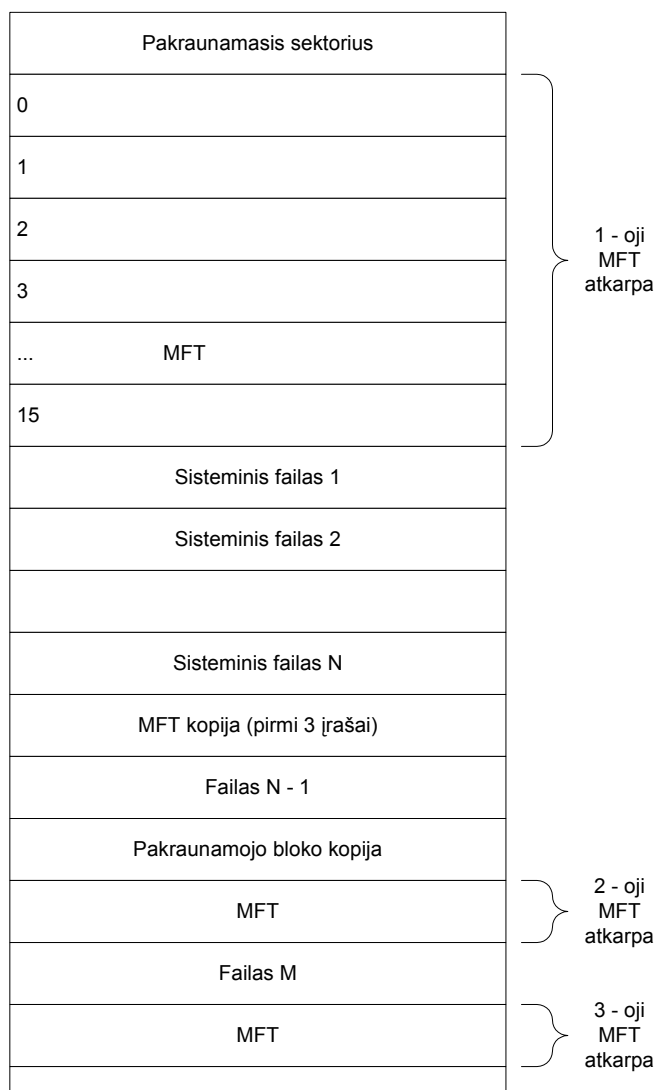 Pakraunamasis sektorius
0
1
2
3
... MFT
15
1 - oji
MFT
atkarpa
Sisteminis failas 1
Sisteminis failas 2
Sisteminis failas N
MFT kopija (pirmi 3 įrašai)
Failas N - 1
Pakraunamojo bloko kopija
MFT
2 - oji
MFT
atkarpa
Failas M
MFT
3 - oji
MFT
atkarpa